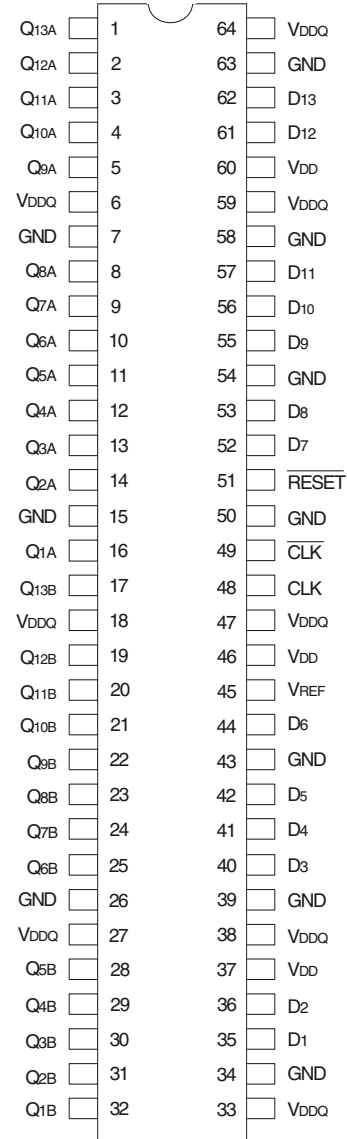 Q13A 1 64 VDDQ
Q12A 2 63 GND
Q11A 3 62 D13
Q10A 4 61 D12
Q9A 5 60 VDD
VDDQ 6 59 VDDQ
GND 7 58 GND
Q8A 8 57 D11
Q7A 9 56 D10
Q6A 10 55 D9
Q5A 11 54 GND
Q4A 12 53 D8
Q3A 13 52 D7
Q2A 14 51 RESET
GND 15 50 GND
Q1A 16 49 CLK
Q13B 17 48 CLK
VDDQ 18 47 VDDQ
Q12B 19 46 VDD
Q11B 20 45 VREF
Q10B 21 44 D6
Q9B 22 43 GND
Q8B 23 42 D5
Q7B 24 41 D4
Q6B 25 40 D3
GND 26 39 GND
VDDQ 27 38 VDDQ
Q5B 28 37 VDD
Q4B 29 36 D2
Q3B 30 35 D1
Q2B 31 34 GND
Q1B 32 33 VDDQ